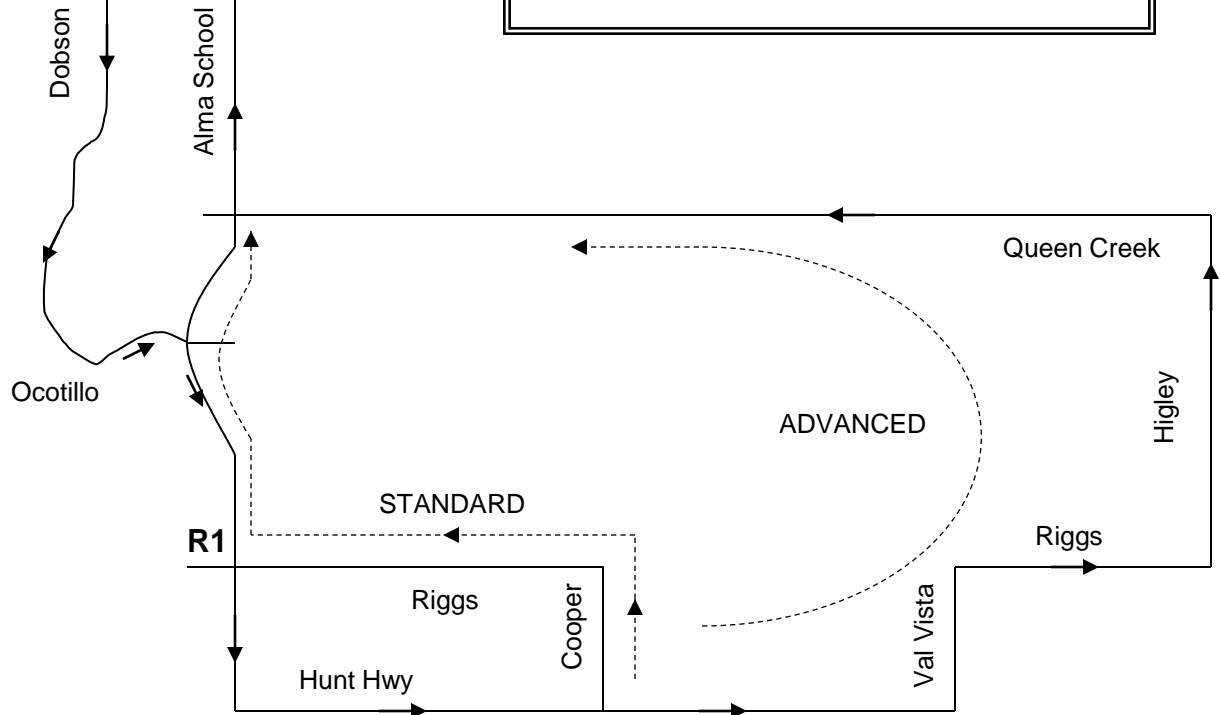 Dobson
Alma School
Queen Creek
Ocotillo
Higley
ADVANCED
STANDARD
R1
Riggs
Riggs
Cooper
Val Vista
Hunt Hwy